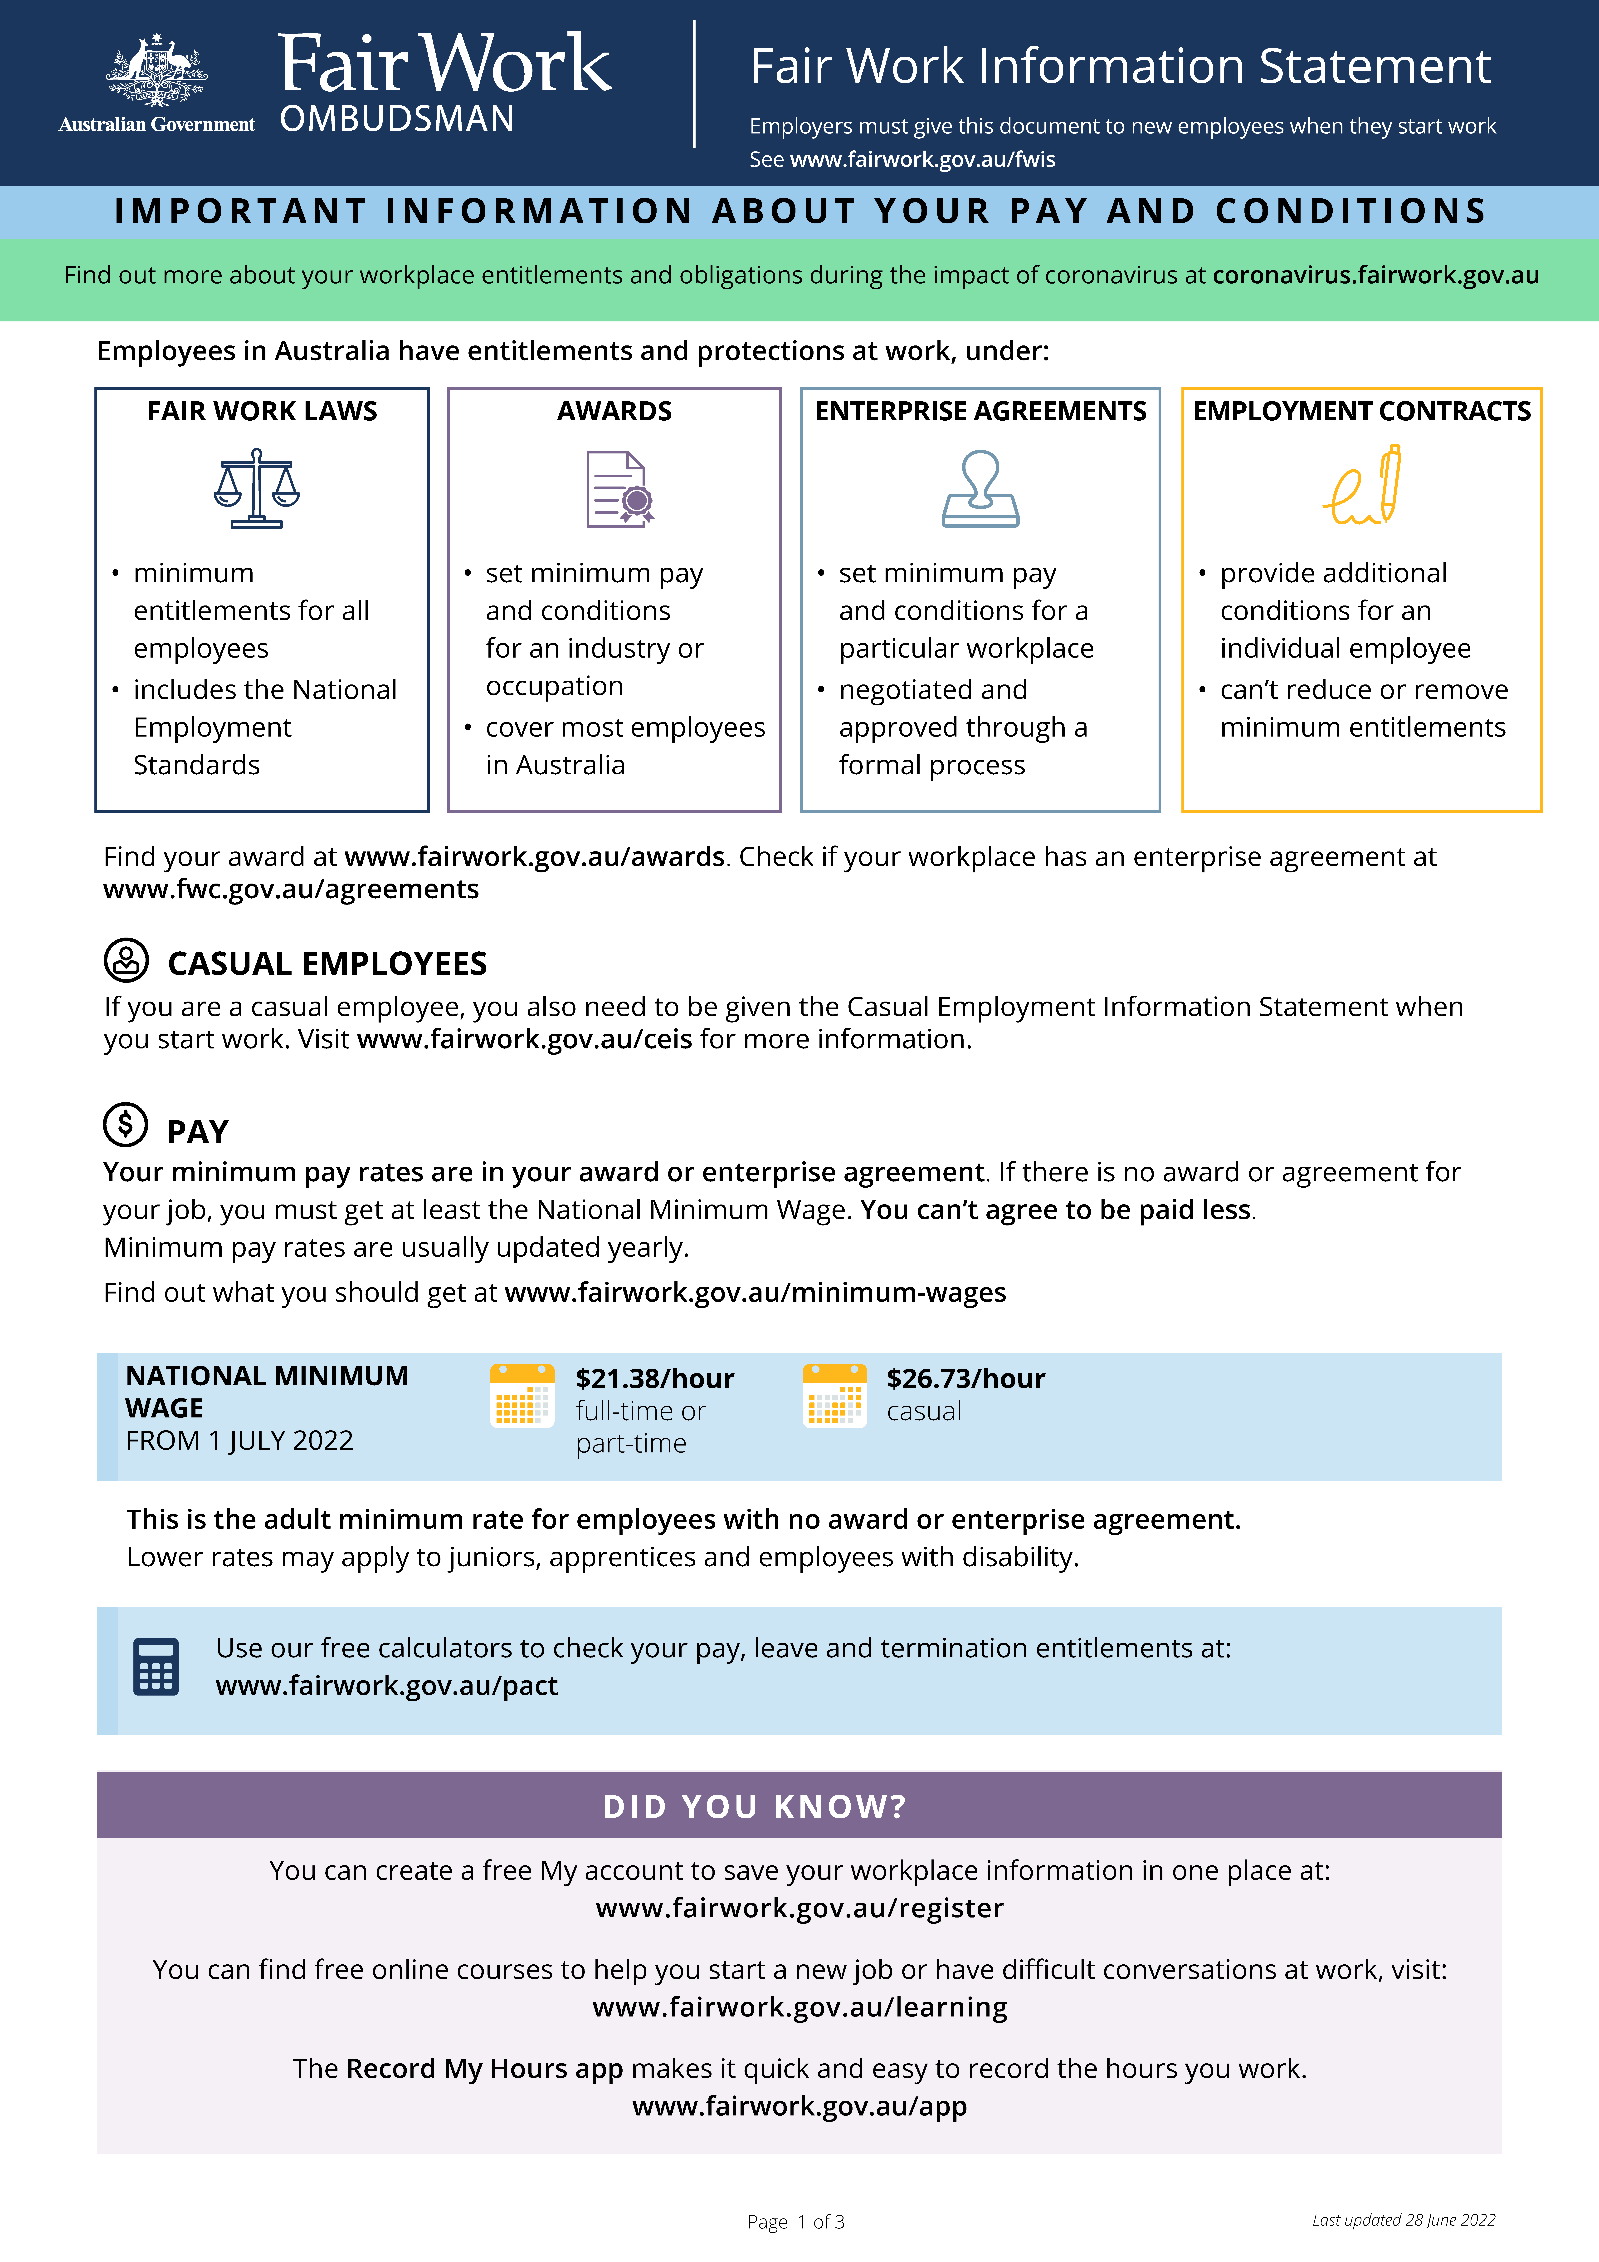 Australian Government
Fair Work
OMBUDSMAN
Fair Work Information Statement
Employers must give this document to new employees when they start work
See www.fairwork.gov.au/fwis
IMPORTANT INFORMATION ABOUT YOUR PAY AND CONDITIONS
Find out more about your workplace entitlements and obligations during the impact of coronavirus at coronavirus.fairwork.gov.au
Employees in Australia have entitlements and protections at work, under:
FAIR WORK LAWS
• minimum
entitlements for all
employees
• includes the National
Employment
Standards
AWARDS
• set minimum pay
and conditions
for an industry or
occupation
• cover most employees
in Australia
ENTERPRISE AGREEMENTS
• set minimum pay
and conditions for a
particular workplace
• negotiated and
approved through a
formal process
EMPLOYMENT CONTRACTS
• provide additional
conditions for an
individual employee
• can't reduce or remove
minimum entitlements
Find your award at www.fairwork.gov.au/awards. Check if your workplace has an enterprise agreement at
www.fwc.gov.au/agreements
CASUAL EMPLOYEES
If you are a casual employee, you also need to be given the Casual Employment Information Statement when
you start work. Visit www.fairwork.gov.au/ceis for more information.
$ PAY
Your minimum pay rates are in your award or enterprise agreement. If there is no award or agreement for
your job, you must get at least the National Minimum Wage. You can't agree to be paid less.
Minimum pay rates are usually updated yearly.
Find out what you should get at www.fairwork.gov.au/minimum-wages
NATIONAL MINIMUM
WAGE
FROM 1 JULY 2022
$21.38/hour
full-time or
part-time
$26.73/hour
casual
This is the adult minimum rate for employees with no award or enterprise agreement.
Lower rates may apply to juniors, apprentices and employees with disability.
Use our free calculators to check your pay, leave and termination entitlements at:
www.fairwork.gov.au/pact
DID YOU KNOW?
You can create a free My account to save your workplace information in one place at:
www.fairwork.gov.au/register
You can find free online courses to help you start a new job or have difficult conversations at work, visit:
www.fairwork.gov.au/learning
The Record My Hours app makes it quick and easy to record the hours you work.
www.fairwork.gov.au/app
Page 1 of 3
Last updated 28 June 2022